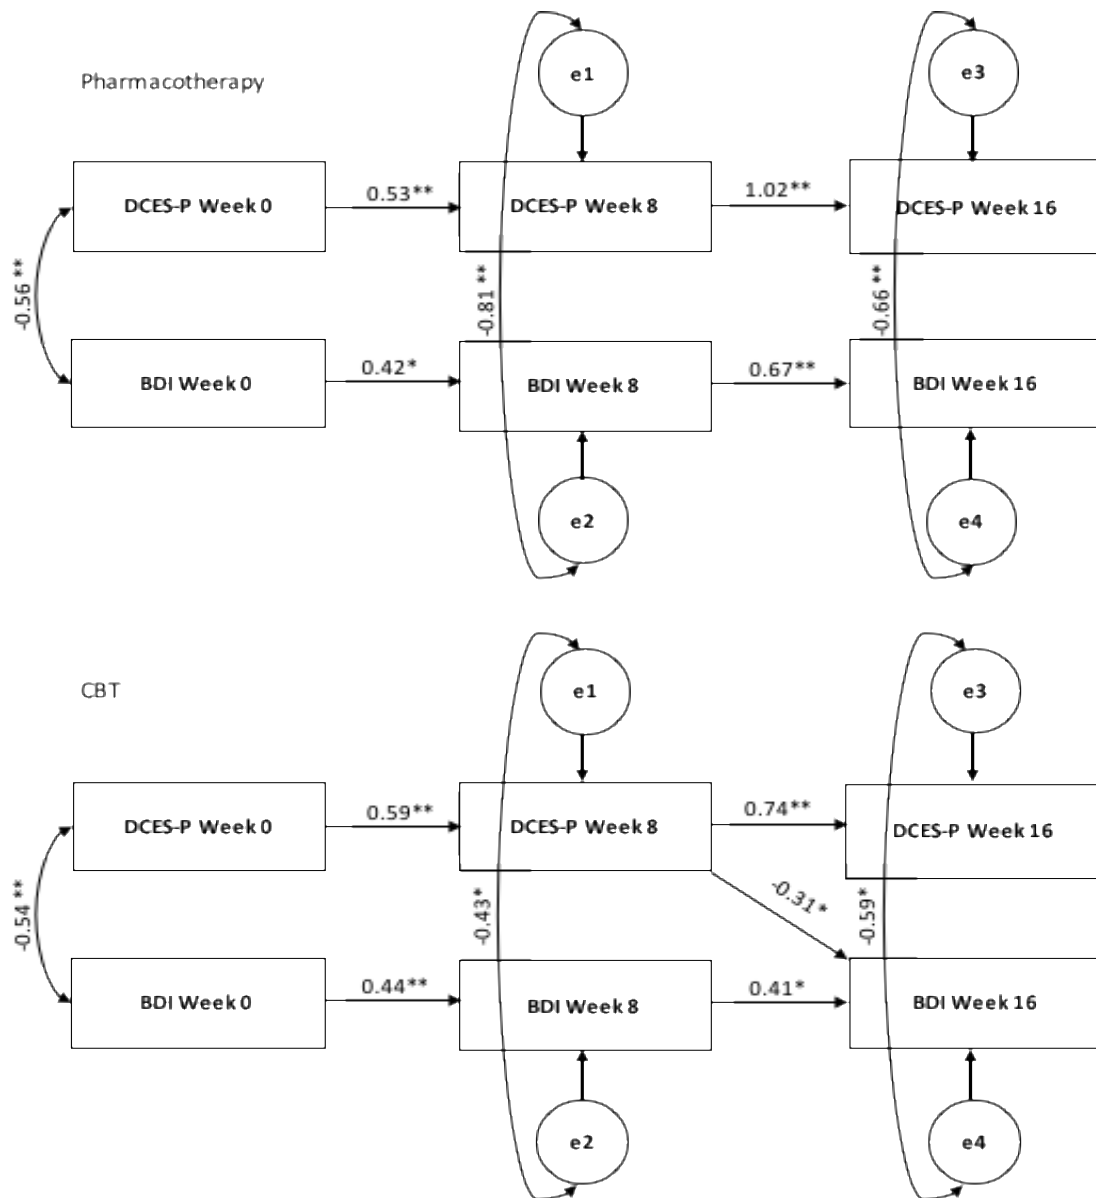 e1
e3
Pharmacotherapy
DCES-P Week 0
0.53**
DCES-P Week 8
1.02**
DCES-P Week 16
-0.56 **
-0.81 **
-0.66 **
BDI Week 0
0.42*
BDI Week 8
0.67**
BDI Week 16
e2
e4
CBT
e1
e3
DCES-P Week 0
0.59**
DCES-P Week 8
0.74**
DCES-P Week 16
-0.54 **
-0.43*
-0.31*
-0.59*
BDI Week 0
0.44**
BDI Week 8
0.41*
BDI Week 16
e2
e4